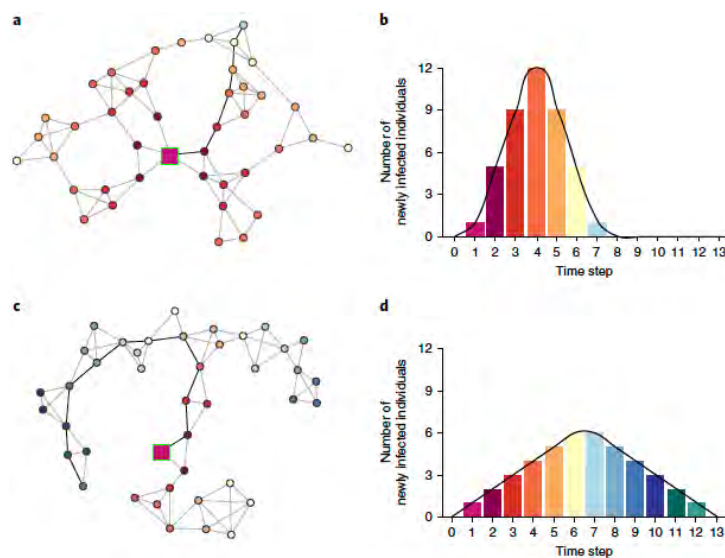 a
b
Number of
newly infected individuals
12
9
6
3
0
0 1 2 3 4 5 6 7 8 9 10 11 12 13
Time step
c
d
Number of
newly infected individuals
12
9
6
3
0
0 1 2 3 4 5 6 7 8 9 10 11 12 13
Time step